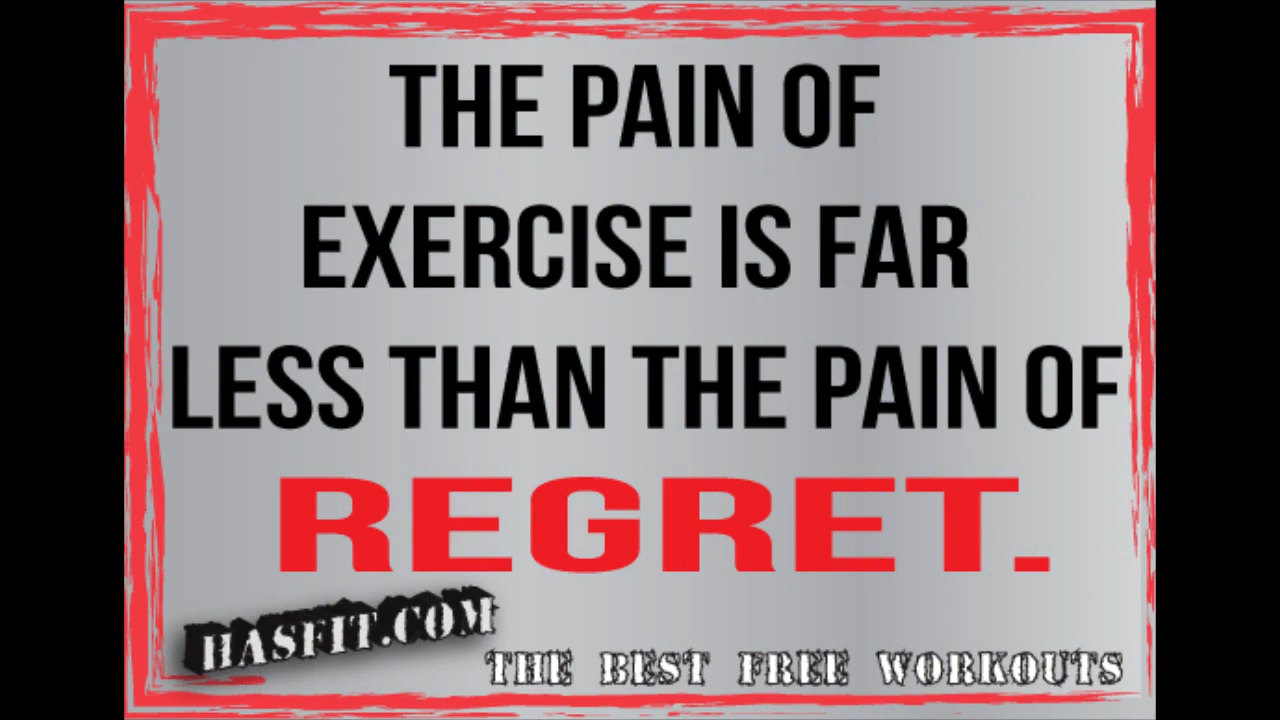 THE PAIN OF
EXERCISE IS FAR
LESS THAN THE PAIN OF
REGRET.
HASFIT.COM
THE BEST FREE WORKOUTS